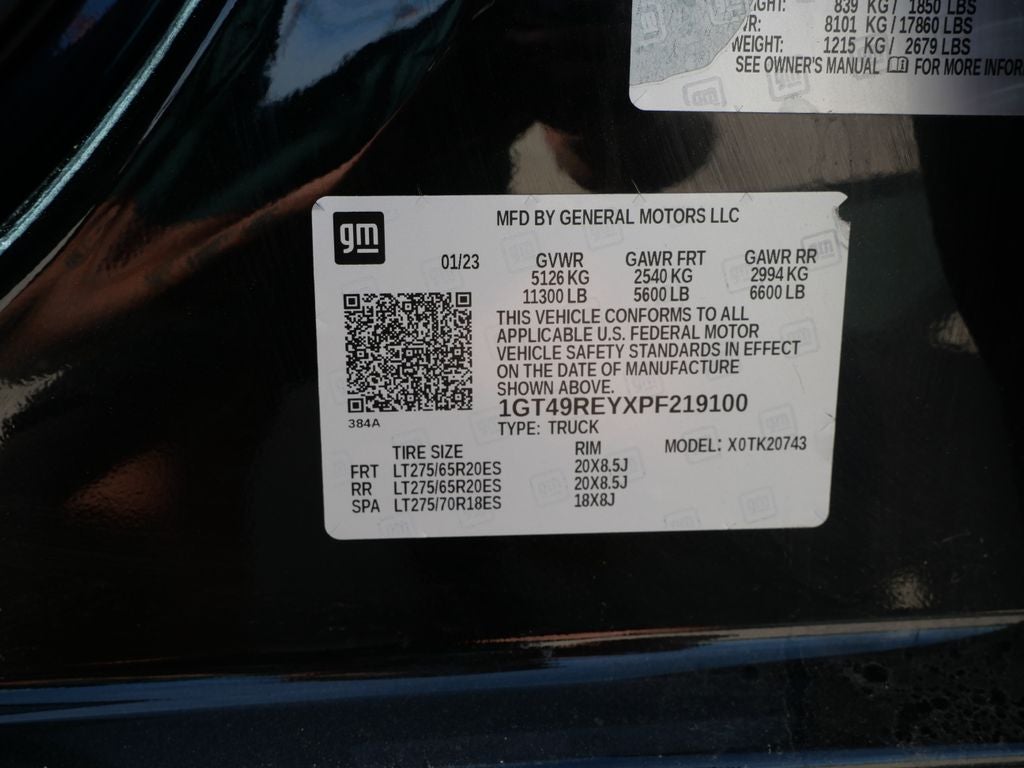 839 KG / 1850 LBS
8101 KG / 17860 LBS
WEIGHT: 1215 KG / 2679 LBS
SEE OWNER'S MANUAL FOR MORE
gm
MFD BY GENERAL MOTORS LLC
01/23
GVWR GAWR FRT GAWR RR
5126 KG 2540 KG 2994 KG
11300 LB 5600 LB 6600 LB
THIS VEHICLE CONFORMS TO ALL
APPLICABLE U.S. FEDERAL MOTOR
VEHICLE SAFETY STANDARDS IN EFFECT
ON THE DATE OF MANUFACTURE
SHOWN ABOVE.
1GT49REYXPF219100
384A
TYPE: TRUCK
TIRE SIZE RIM MODEL: X0TK20743
FRT LT275/65R20ES 20X8.5J
RR LT275/65R20ES 20X8.5J
SPA LT275/70R18ES 18X8J